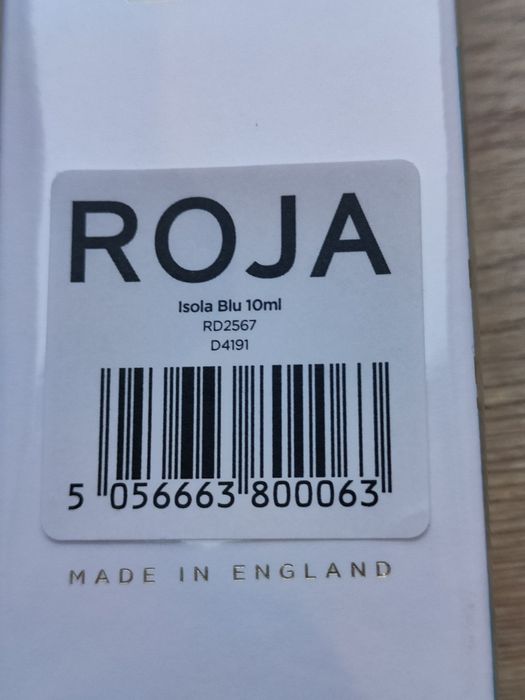 ROJA
Isola Blu 10ml
RD2567
D4191
5 056663 800063
MADE IN ENGLAND